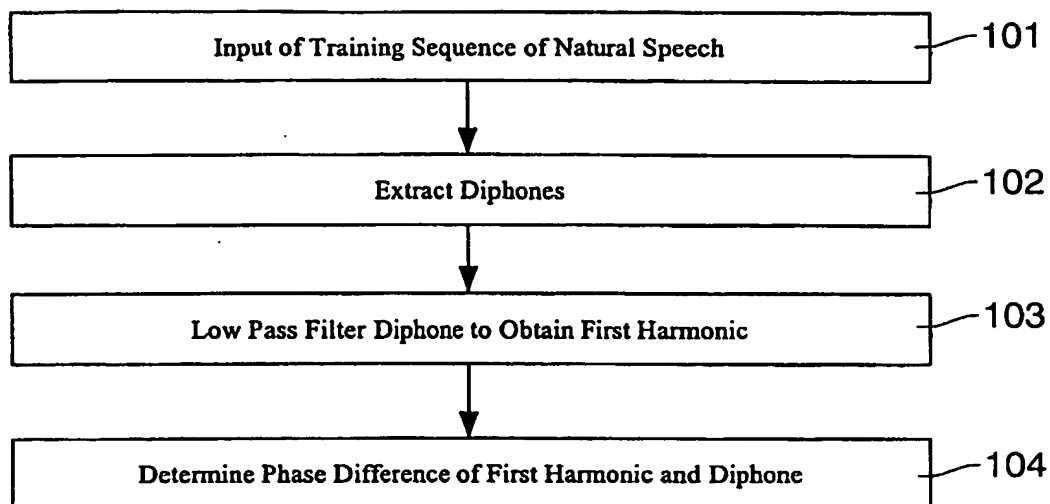 Input of Training Sequence of Natural Speech
101
Extract Diphones
102
Low Pass Filter Diphone to Obtain First Harmonic
103
Determine Phase Difference of First Harmonic and Diphone
104